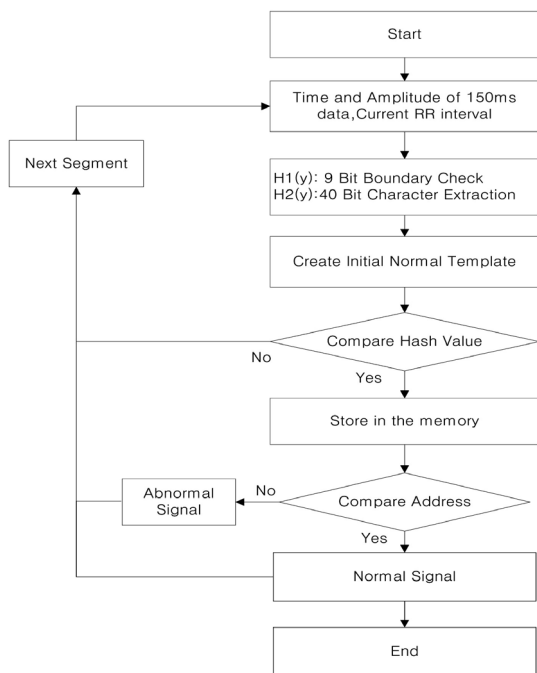 Start
Time and Amplitude of 150ms
data,Current RR interval
Next Segment
H1(y): 9 Bit Boundary Check
H2(y):40 Bit Character Extraction
Create Initial Normal Template
Compare Hash Value
No
Yes
Store in the memory
Abnormal
Signal
No
Compare Address
Yes
Normal Signal
End